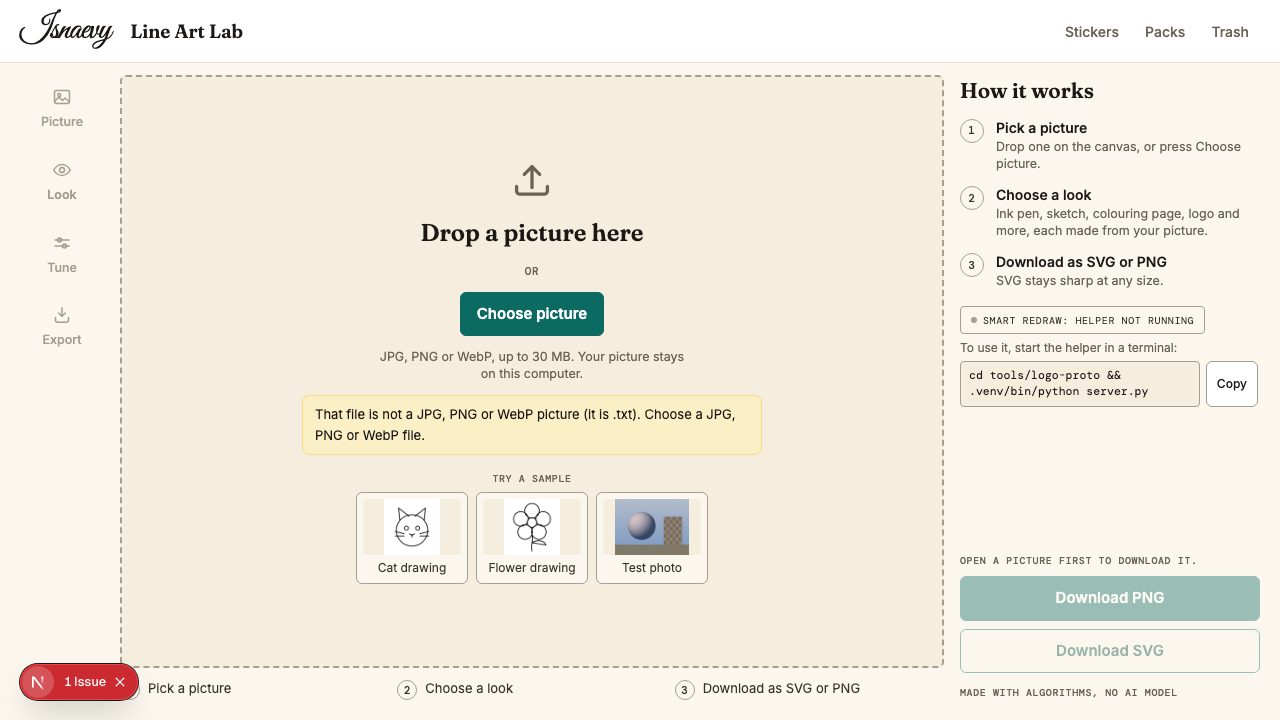 Jsnaevy Line Art Lab
Stickers Packs Trash
Picture
Look
Tune
Export
Drop a picture here
OR
Choose picture
JPG, PNG or WebP, up to 30 MB. Your picture stays
on this computer.
That file is not a JPG, PNG or WebP picture (it is .txt). Choose a JPG,
PNG or WebP file.
TRY A SAMPLE
Cat drawing Flower drawing Test photo
How it works
1 Pick a picture
Drop one on the canvas, or press Choose
picture.
2 Choose a look
Ink pen, sketch, colouring page, logo and
more, each made from your picture.
3 Download as SVG or PNG
SVG stays sharp at any size.
SMART REDRAW: HELPER NOT RUNNING
To use it, start the helper in a terminal:
cd tools/logo-proto &&
.venv/bin/python server.py
Copy
OPEN A PICTURE FIRST TO DOWNLOAD IT.
Download PNG
Download SVG
MADE WITH ALGORITHMS, NO AI MODEL
N 1 Issue
Pick a picture 2 Choose a look 3 Download as SVG or PNG